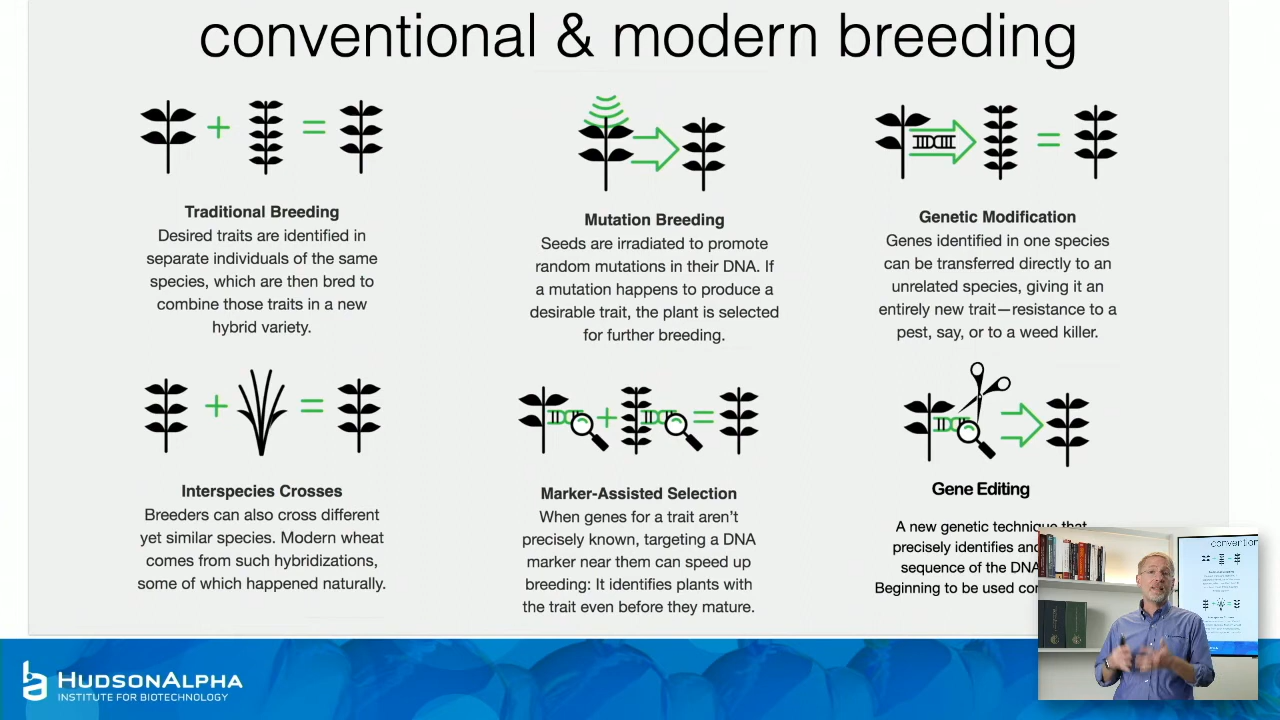 conventional & modern breeding
Traditional Breeding
Desired traits are identified in
separate individuals of the same
species, which are then bred to
combine those traits in a new
hybrid variety.
Mutation Breeding
Seeds are irradiated to promote
random mutations in their DNA. If
a mutation happens to produce a
desirable trait, the plant is selected
for further breeding.
Genetic Modification
Genes identified in one species
can be transferred directly to an
unrelated species, giving it an
entirely new trait—resistance to a
pest, say, or to a weed killer.
Interspecies Crosses
Breeders can also cross different
yet similar species. Modern wheat
comes from such hybridizations,
some of which happened naturally.
Marker-Assisted Selection
When genes for a trait aren't
precisely known, targeting a DNA
marker near them can speed up
breeding: It identifies plants with
the trait even before they mature.
Gene Editing
A new genetic technique that
precisely identifies
sequence of the DNA
Beginning to be used
HUDSONALPHA
INSTITUTE FOR BIOTECHNOLOGY